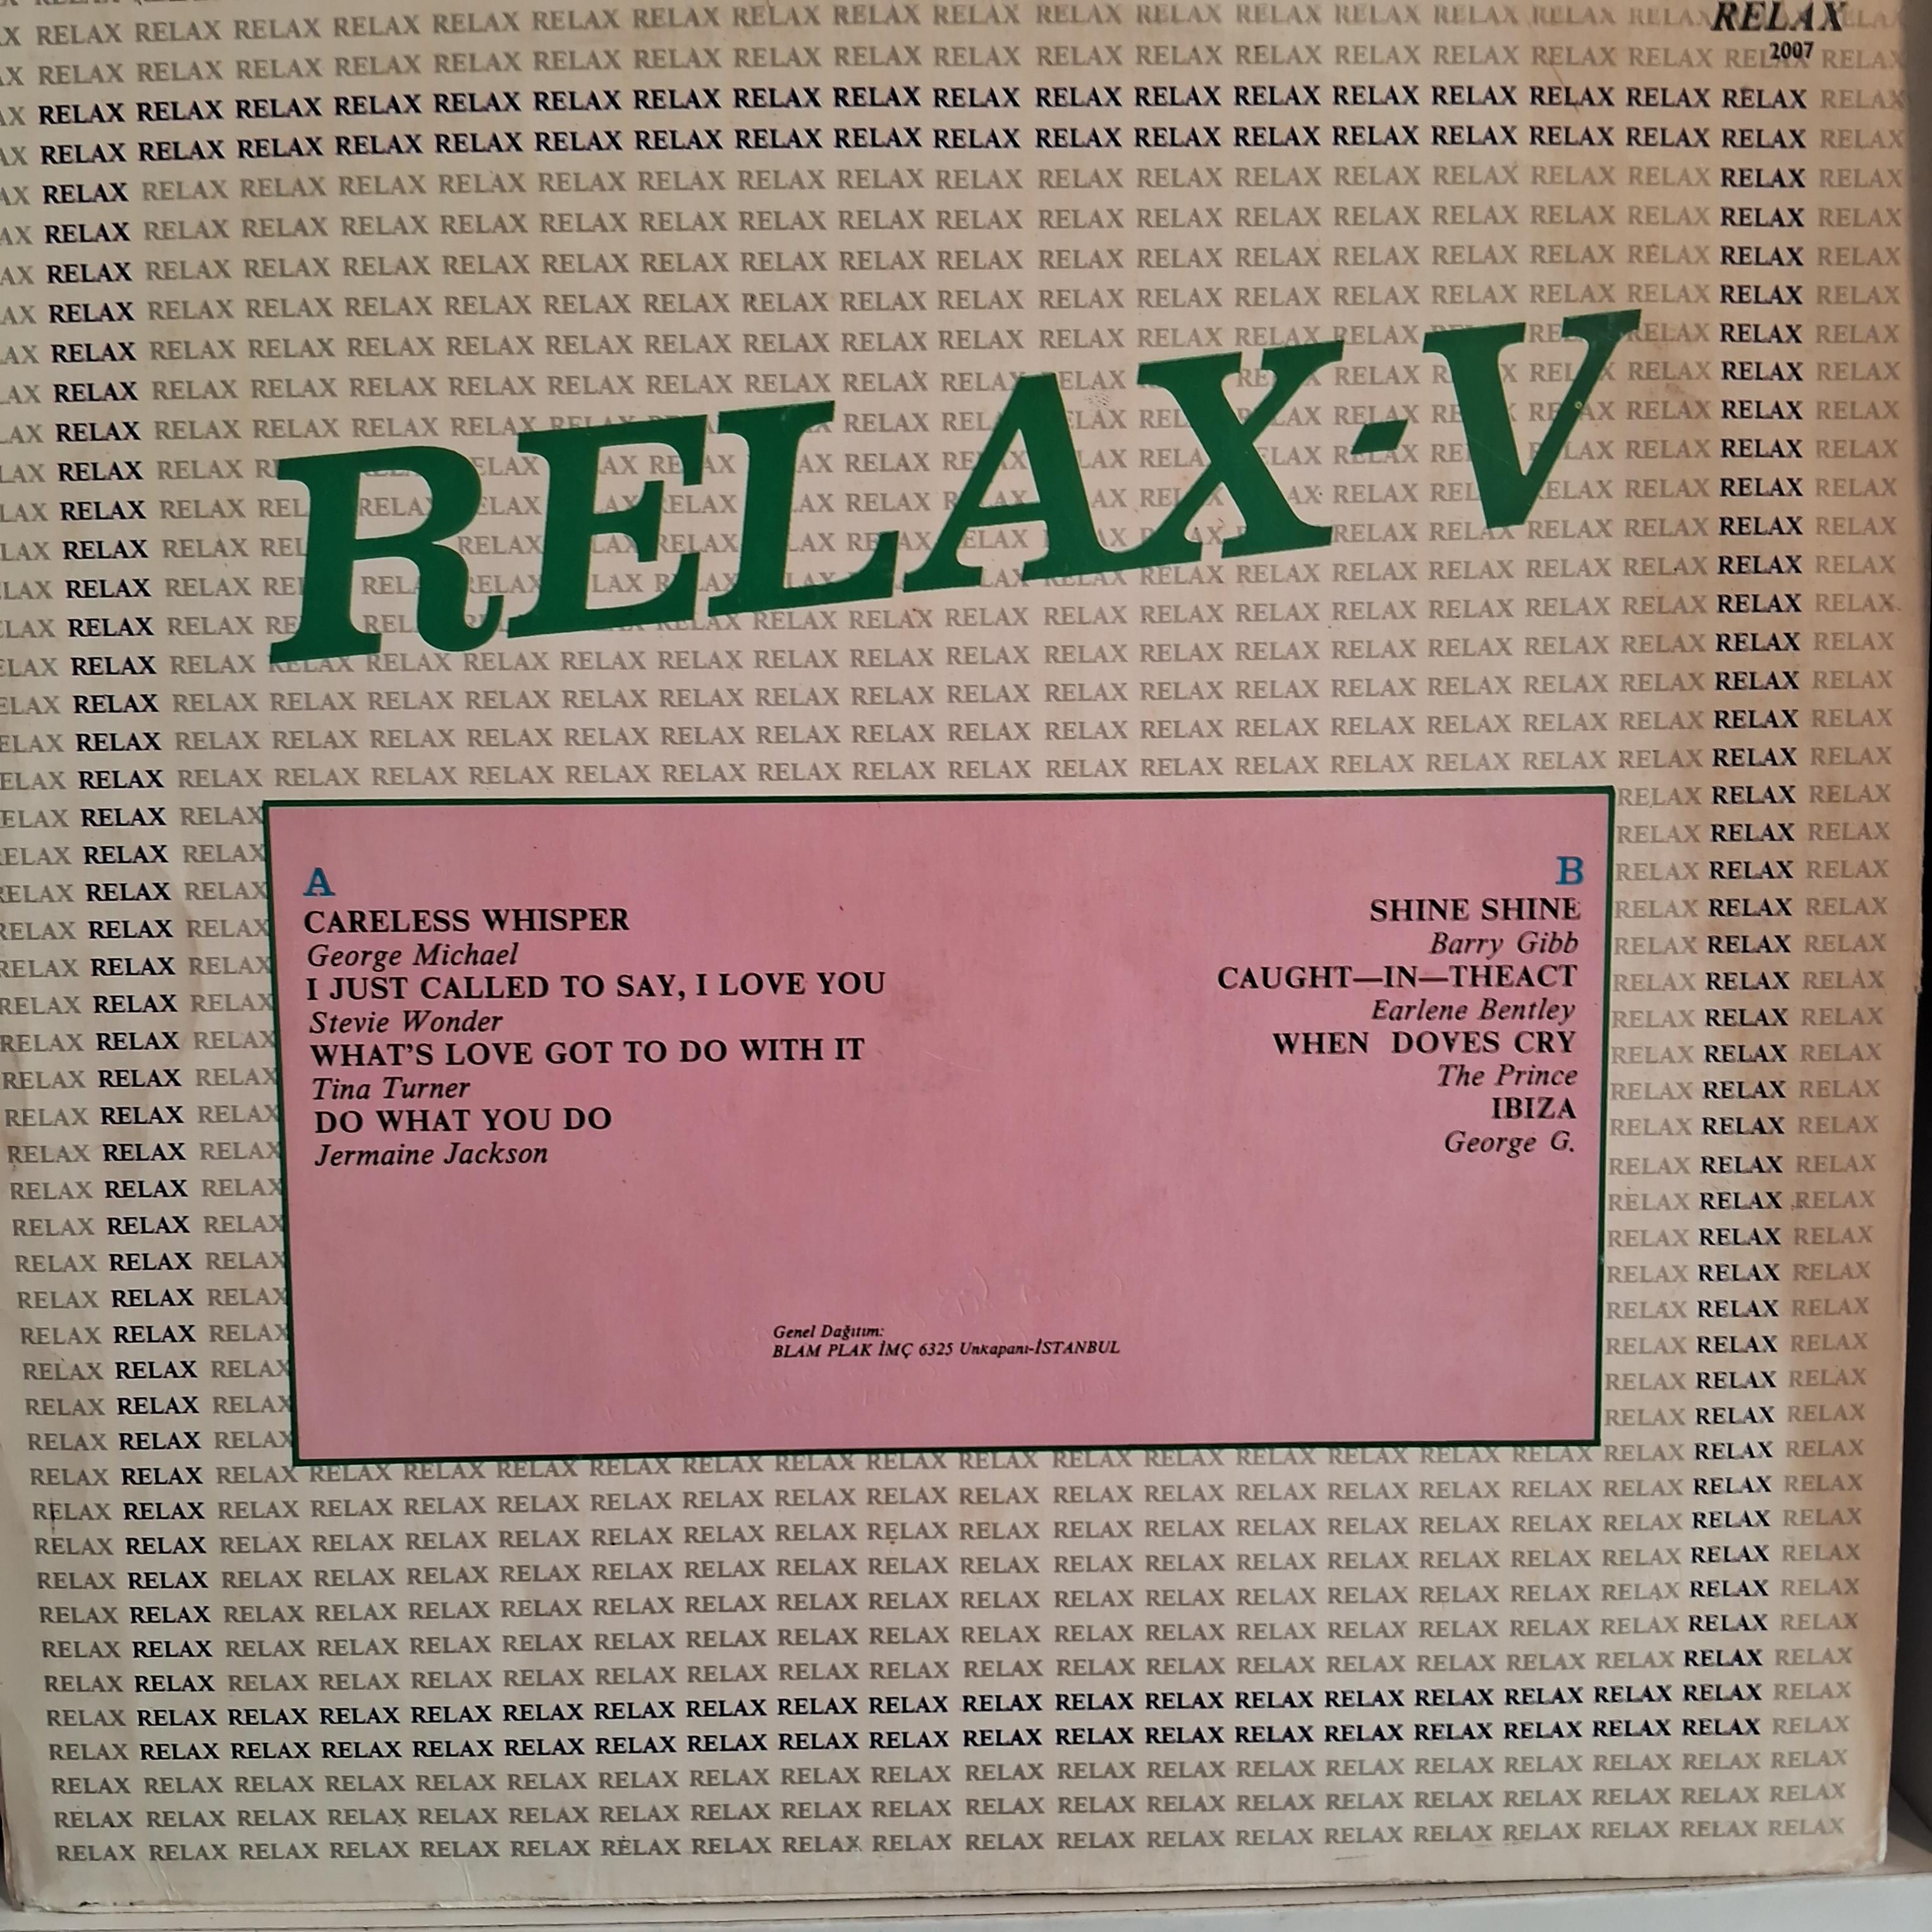 RELAX
2007
RELAX-V
A
CARELESS WHISPER
George Michael
I JUST CALLED TO SAY, I LOVE YOU
Stevie Wonder
WHAT'S LOVE GOT TO DO WITH IT
Tina Turner
DO WHAT YOU DO
Jermaine Jackson
B
SHINE SHINE
Barry Gibb
CAUGHT—IN—THEACT
Earlene Bentley
WHEN DOVES CRY
The Prince
IBIZA
George G.
Genel Dağıtım:
BLAM PLAK İMÇ 6325 Unkapanı-İSTANBUL